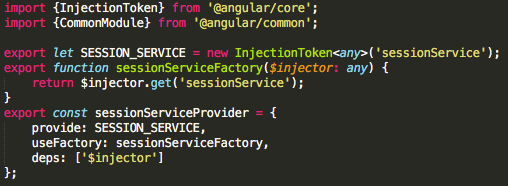 import {InjectionToken} from '@angular/core';
import {CommonModule} from '@angular/common';

export let SESSION_SERVICE = new InjectionToken<any>('sessionService');
export function sessionServiceFactory($injector: any) {
    return $injector.get('sessionService');
}
export const sessionServiceProvider = {
    provide: SESSION_SERVICE,
    useFactory: sessionServiceFactory,
    deps: ['$injector']
};